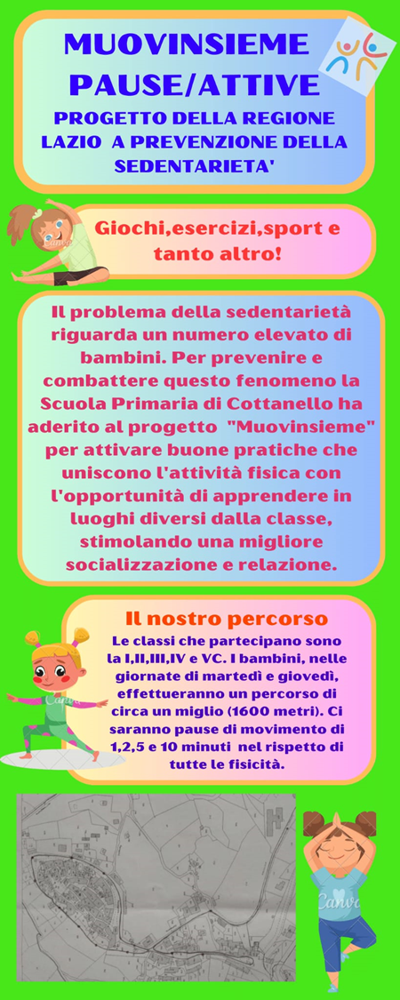 MUOVINSIEME
PAUSE/ATTIVE
PROGETTO DELLA REGIONE
LAZIO A PREVENZIONE DELLA
SEDENTARIETA'
Giochi,esercizi,sport e
tanto altro!
Canva
Il problema della sedentarietà
riguarda un numero elevato di
bambini. Per prevenire e
combattere questo fenomeno la
Scuola Primaria di Cottanello ha
aderito al progetto "Muovinsieme"
per attivare buone pratiche che
uniscono l'attività fisica con
l'opportunità di apprendere in
luoghi diversi dalla classe,
stimolando una migliore
socializzazione e relazione.
Il nostro percorso
Le classi che partecipano sono
la I,II,III,IV e VC. I bambini, nelle
giornate di martedì e giovedì,
effettueranno un percorso di
circa un miglio (1600 metri). Ci
saranno pause di movimento di
1,2,5 e 10 minuti nel rispetto di
tutte le fisicità.
Canva
Canva